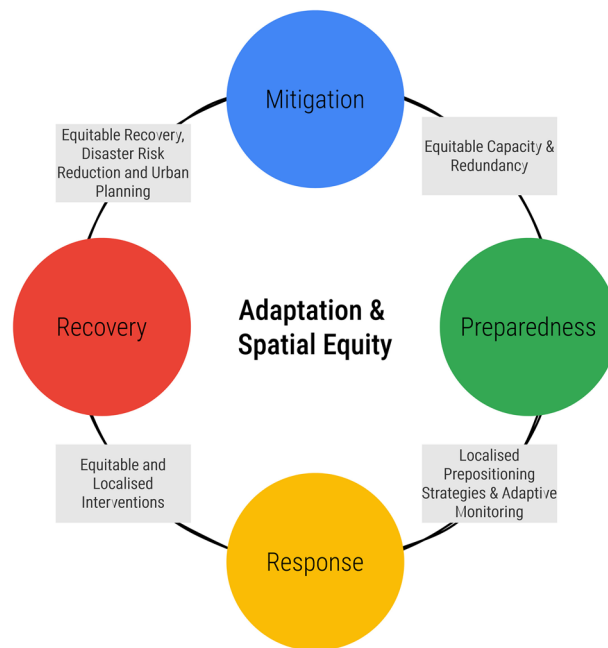 Mitigation
Equitable Recovery,
Disaster Risk
Reduction and Urban
Planning
Equitable Capacity &
Redundancy
Recovery
Adaptation &
Spatial Equity
Preparedness
Equitable and
Localised
Interventions
Localised
Prepositioning
Strategies & Adaptive
Monitoring
Response